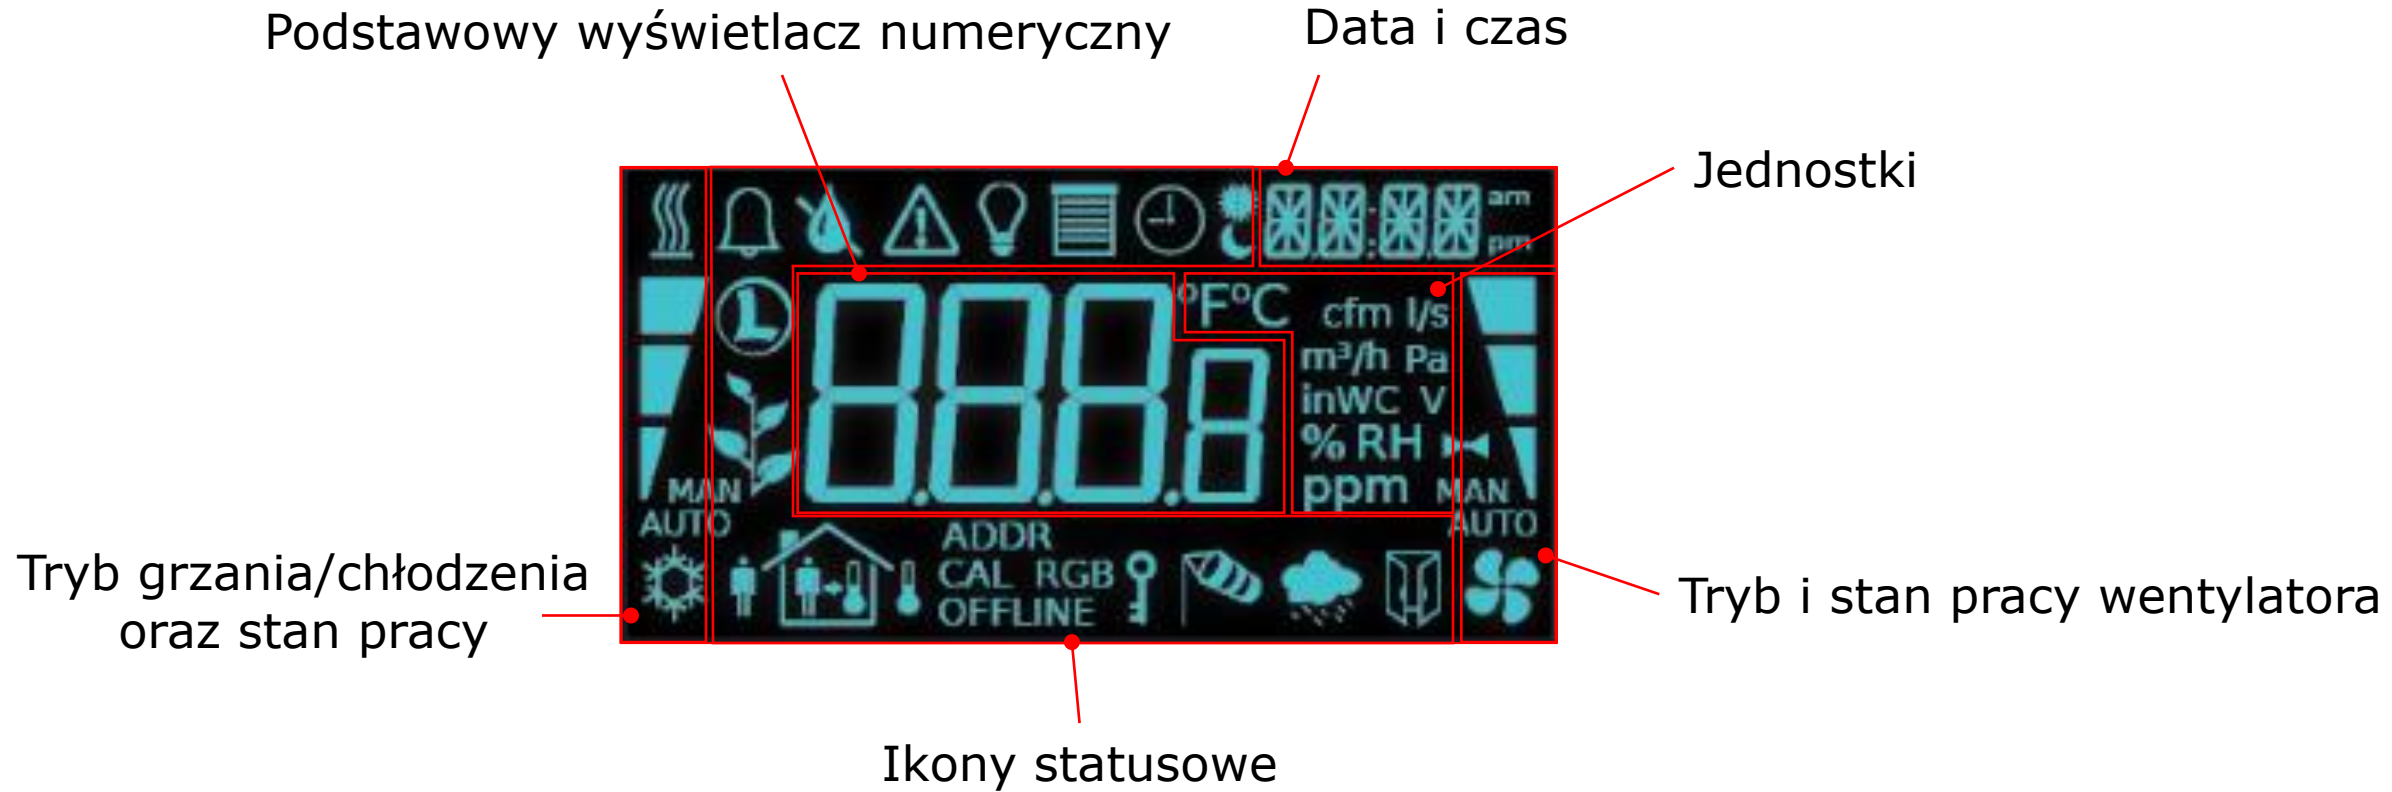 Podstawowy wyświetlacz numeryczny
Data i czas
Jednostki
am
pm
°F°C
cfm l/s
m³/h Pa
inWC V
% RH
ppm
MAN
AUTO
MAN
AUTO
ADDR
CAL RGB
OFFLINE
Tryb grzania/chłodzenia
oraz stan pracy
Tryb i stan pracy wentylatora
Ikony statusowe